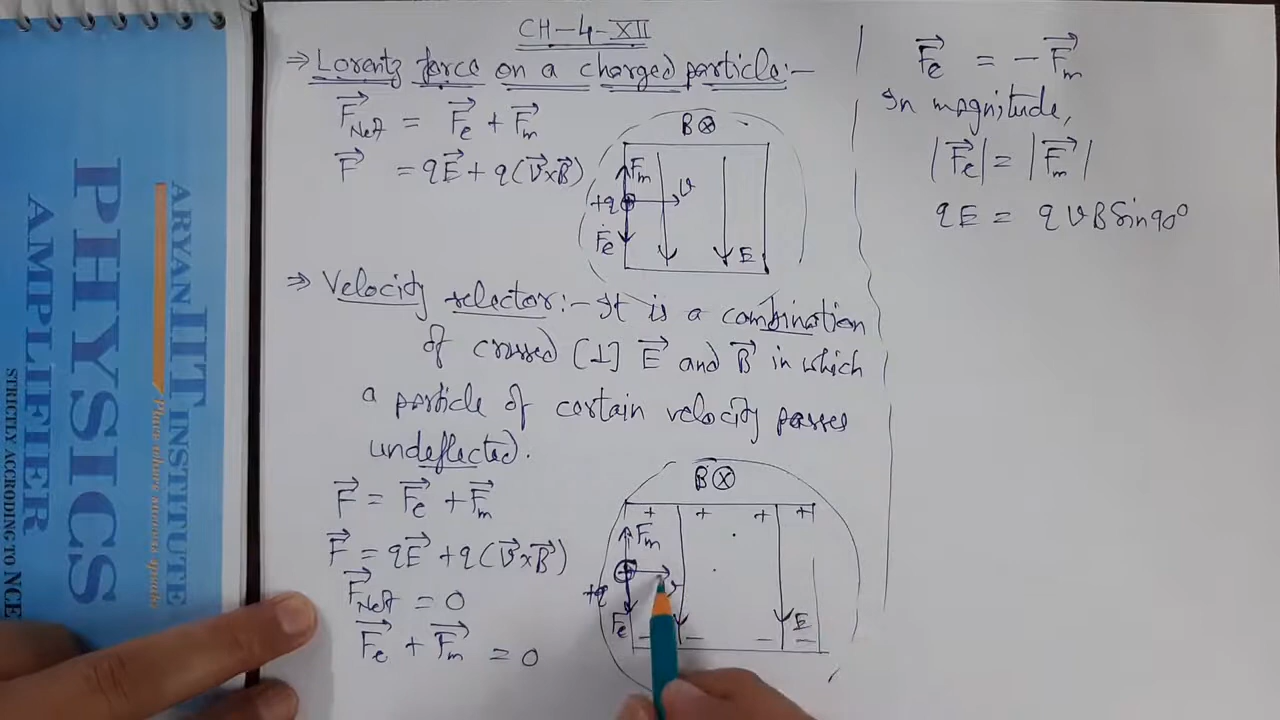 CH-4-XII
⇒ Lorentz force on a charged particle:-
F⃗Net = F⃗e + F⃗m
F⃗ = qE⃗ + q(V⃗×B⃗)
B⊗
Fm
+q
v
Fe
E
⇒ Velocity selector:- It is a combination
of crossed [⊥] E⃗ and B⃗ in which
a particle of certain velocity passes
undeflected.
F⃗ = F⃗e + F⃗m
F⃗ = qE⃗ + q(V⃗×B⃗)
F⃗Net = 0
F⃗e + F⃗m = 0
B⊗
+ + + +
Fm
+q
Fe
E
- - - -
F⃗e = -F⃗m
In magnitude,
|F⃗e| = |F⃗m|
qE = qvB Sin90°
ARYAN IIT INSTITUTE
PHYSICS
AMPLIFIER
STRICTLY ACCRODING TO NCE